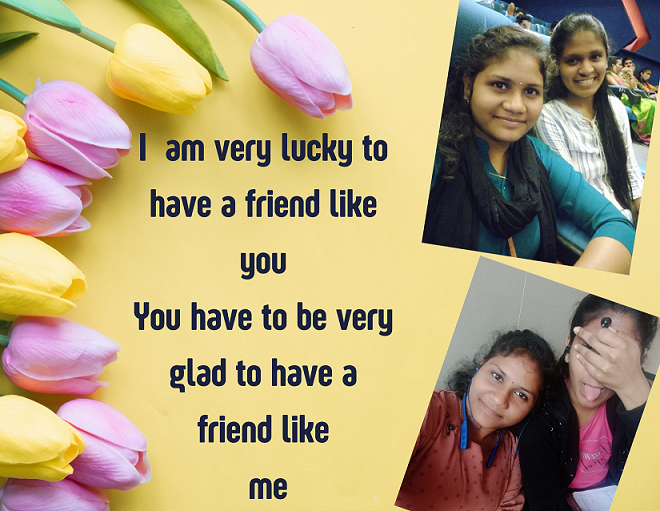 I am very lucky to
have a friend like
you
You have to be very
glad to have a
friend like
me